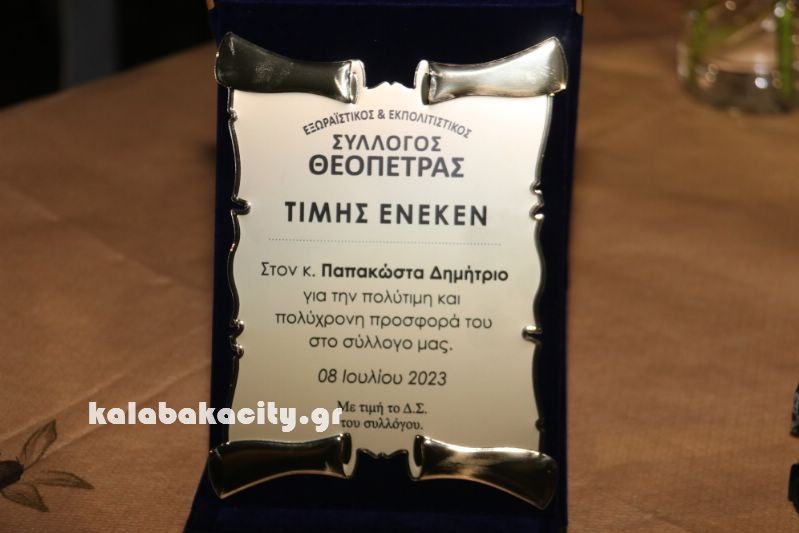 ΕΞΩΡΑΪΣΤΙΚΟΣ & ΕΚΠΟΛΙΤΙΣΤΙΚΟΣ
ΣΥΛΛΟΓΟΣ
ΘΕΟΠΕΤΡΑΣ
ΤΙΜΗΣ ΕΝΕΚΕΝ
Στον κ. Παπακώστα Δημήτριο
για την πολύτιμη και
πολύχρονη προσφορά του
στο σύλλογο μας.
08 Ιουλίου 2023
Με τιμή το Δ.Σ.
του συλλόγου.
kalabakacity.gr